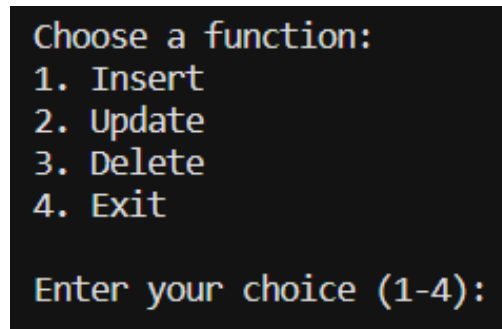 Choose a function:
1. Insert
2. Update
3. Delete
4. Exit
Enter your choice (1-4):